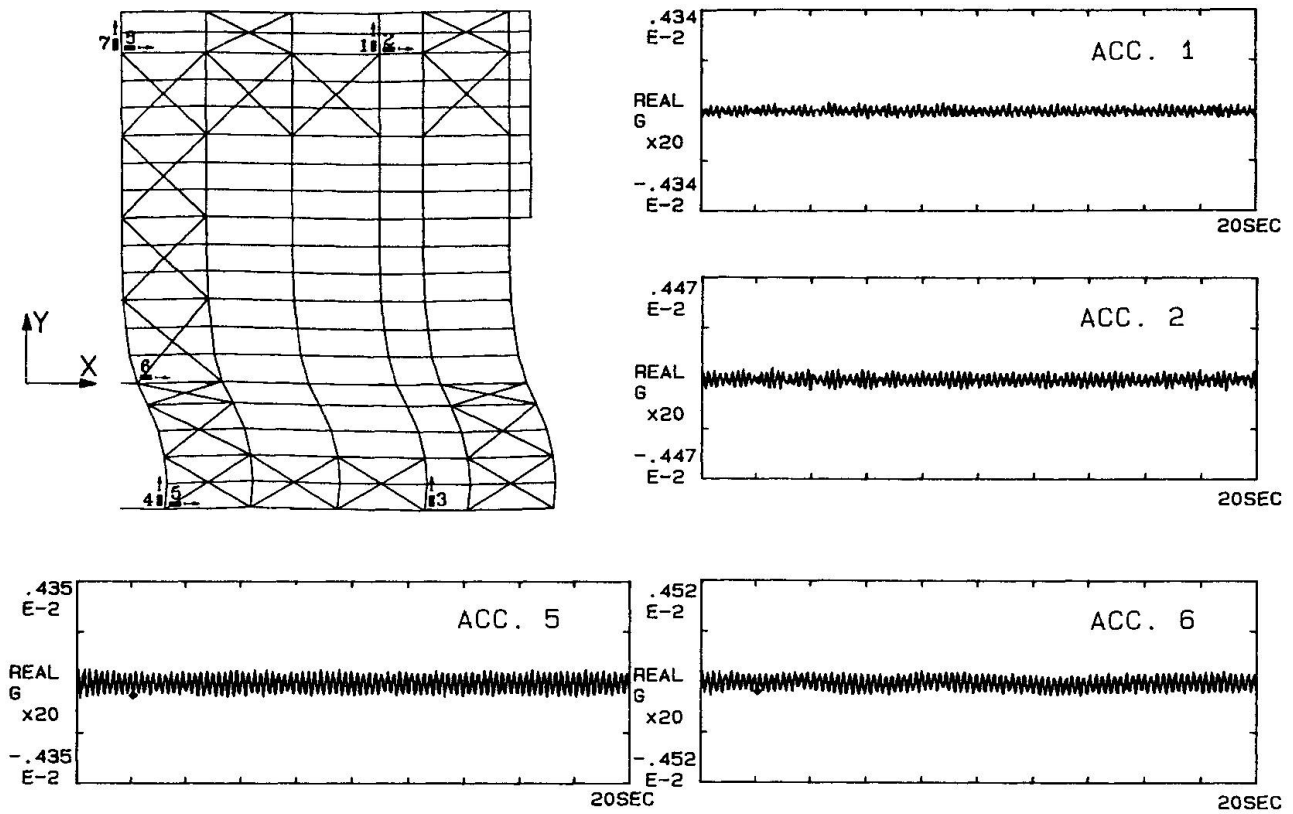 7 5
1 2
Y
X
6
4 5
3
.434
E-2
ACC. 1
REAL
G
x20
-.434
E-2
20SEC
.447
E-2
ACC. 2
REAL
G
x20
-.447
E-2
20SEC
.435
E-2
ACC. 5
REAL
G
x20
-.435
E-2
20SEC
.452
E-2
ACC. 6
REAL
G
x20
-.452
E-2
20SEC